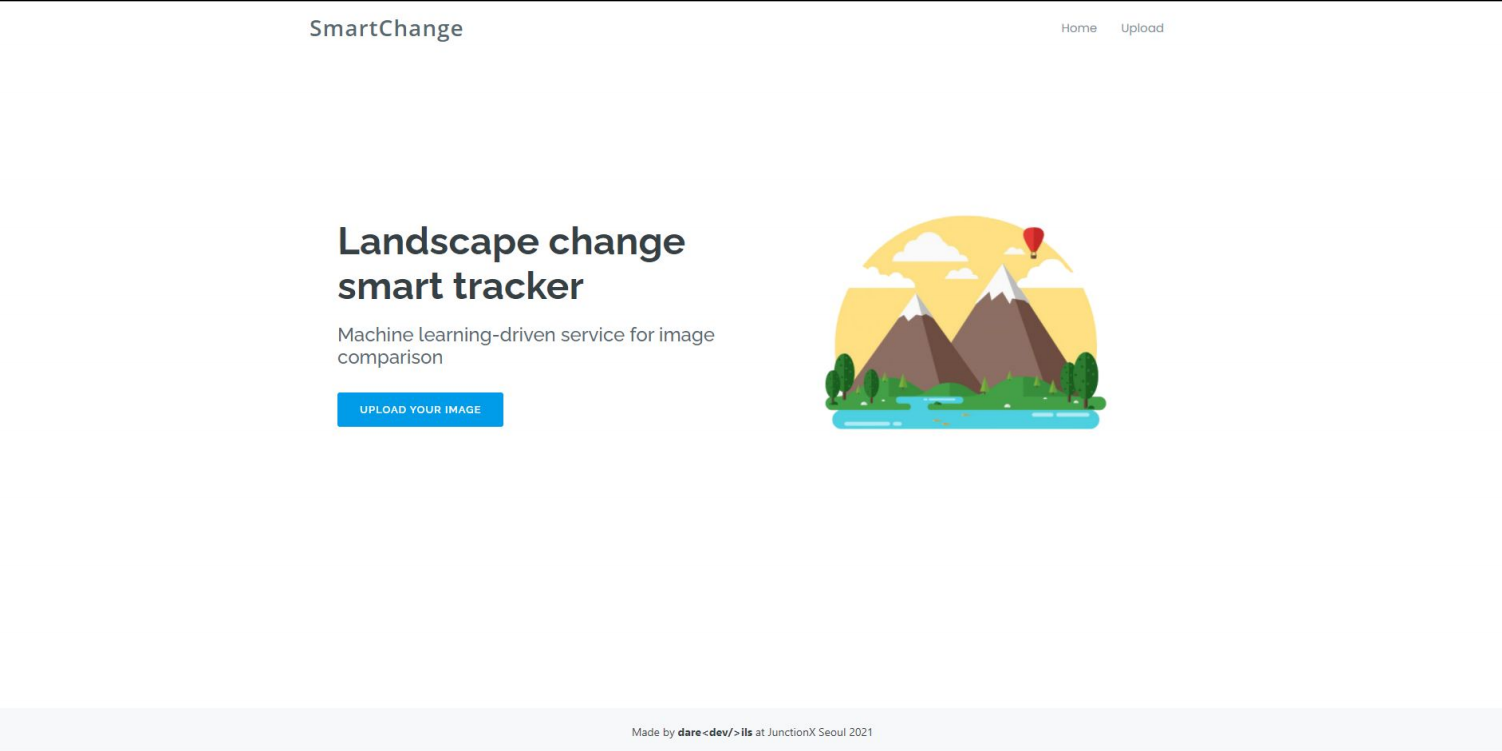 SmartChange
Home Upload
Landscape change
smart tracker
Machine learning-driven service for image
comparison
UPLOAD YOUR IMAGE
Made by dare<dev/>ils at JunctionX Seoul 2021